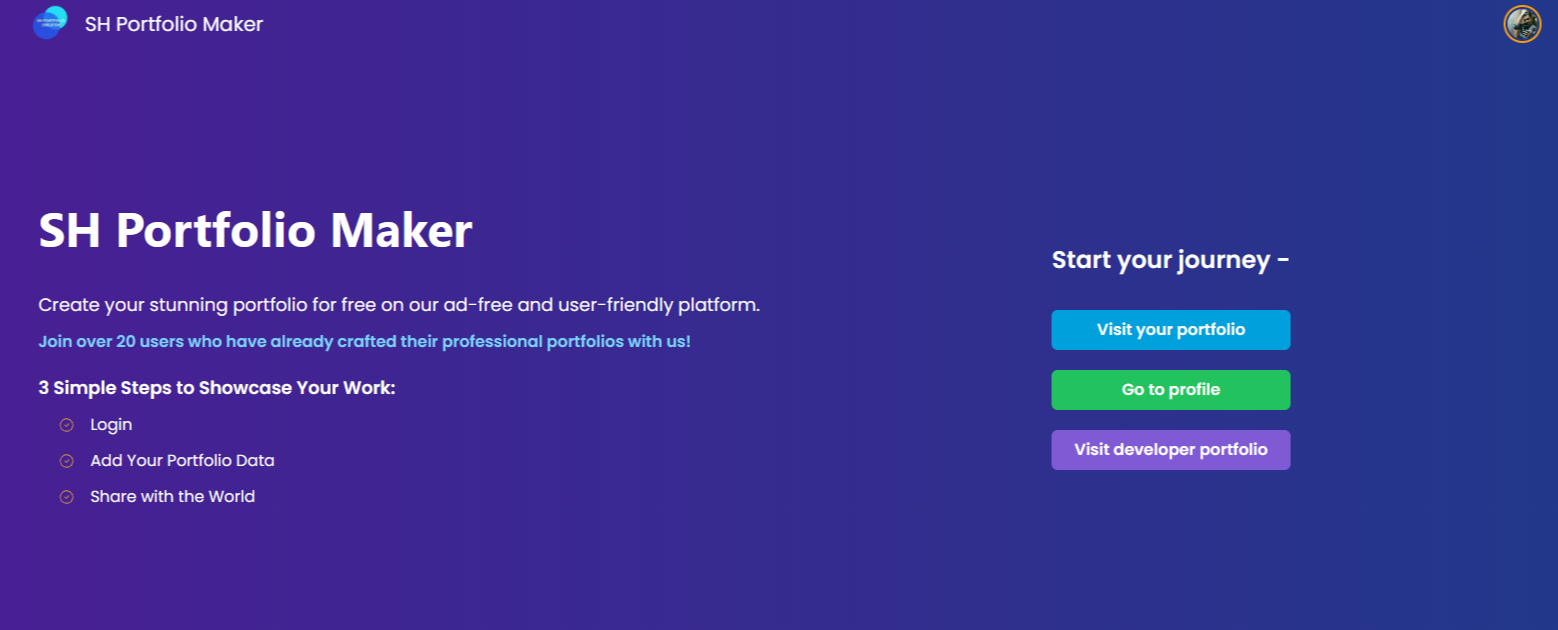 SH Portfolio Maker
SH Portfolio Maker
Create your stunning portfolio for free on our ad-free and user-friendly platform.
Join over 20 users who have already crafted their professional portfolios with us!
3 Simple Steps to Showcase Your Work:
Login
Add Your Portfolio Data
Share with the World
Start your journey -
Visit your portfolio
Go to profile
Visit developer portfolio